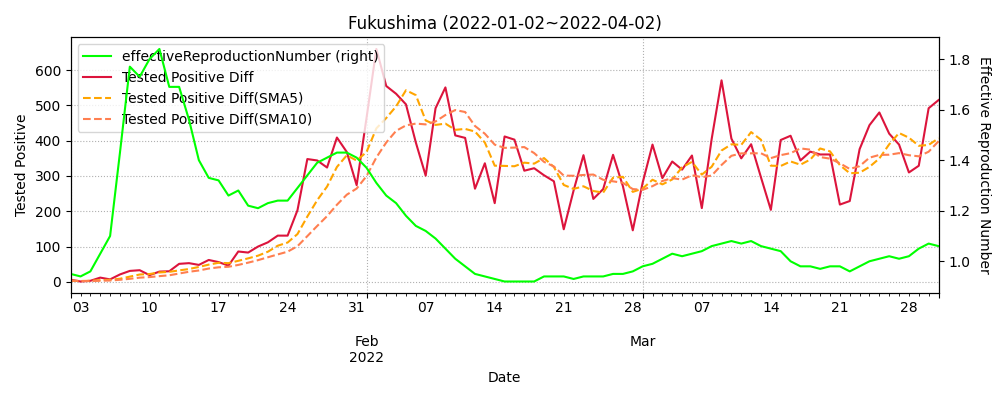 Fukushima (2022-01-02~2022-04-02)
effectiveReproductionNumber (right)
Tested Positive Diff
Tested Positive Diff(SMA5)
Tested Positive Diff(SMA10)
Tested Positive
600
500
400
300
200
100
0
1.8
1.6
1.4
1.2
1.0
Effective Reproduction Number
03 10 17 24 31 07 14 21 28 07 14 21 28
Feb Mar
2022
Date